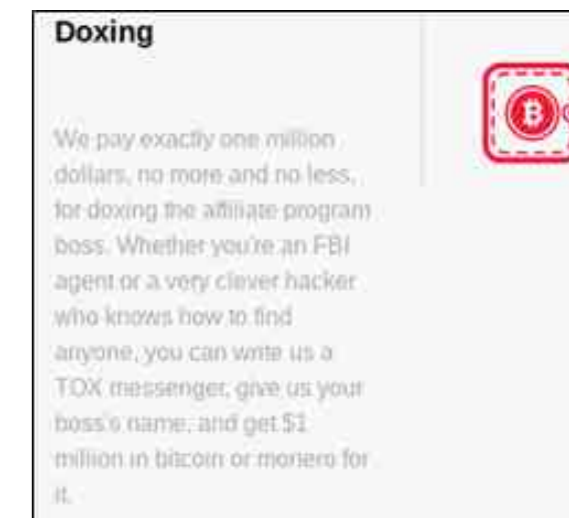 Doxing
We pay exactly one million
dollars, no more and no less,
for doxing the affiliate program
boss. Whether you're an FBI
agent or a very clever hacker
who knows how to find
anyone, you can write us a
TOX messenger, give us your
boss's name, and get $1
million in bitcoin or monero for
it.